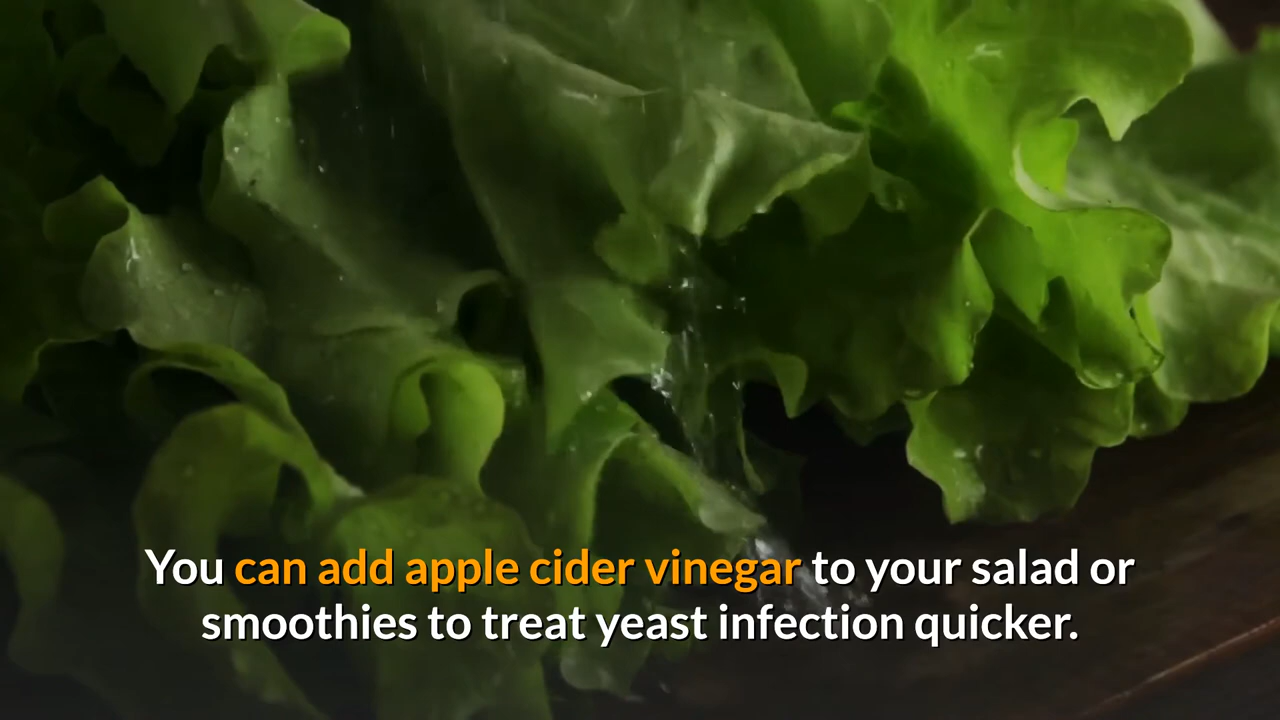 You can add apple cider vinegar to your salad or
smoothies to treat yeast infection quicker.